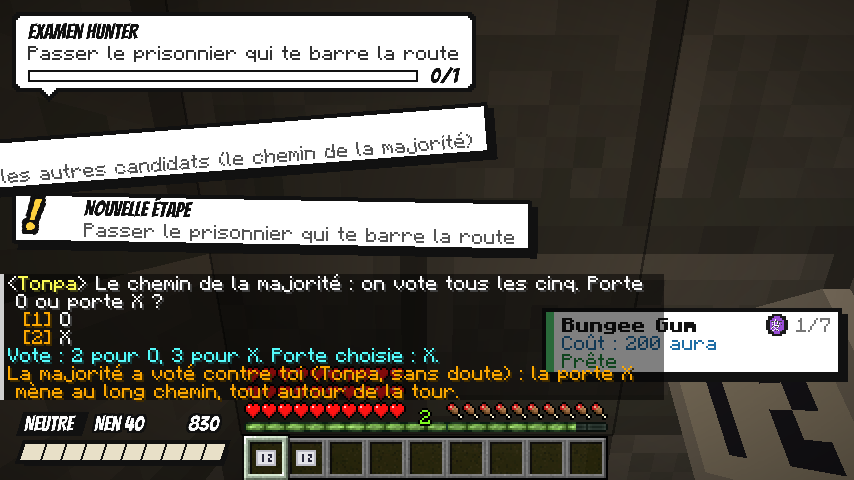 EXAMEN HUNTER
Passer le prisonnier qui te barre la route
0/1
les autres candidats (le chemin de la majorité)
NOUVELLE ÉTAPE
Passer le prisonnier qui te barre la route
<Tonpa> Le chemin de la majorité : on vote tous les cinq. Porte
O ou porte X ?
[1] O
[2] X
Vote : 2 pour O, 3 pour X. Porte choisie : X.
La majorité a voté contre toi (Tonpa, sans doute) : la porte X
mène au long chemin, tout autour de la tour.
Bungee Gum 1/7
Coût : 200 aura
Prête
NEUTRE NEN 40 830
2
12 12
12